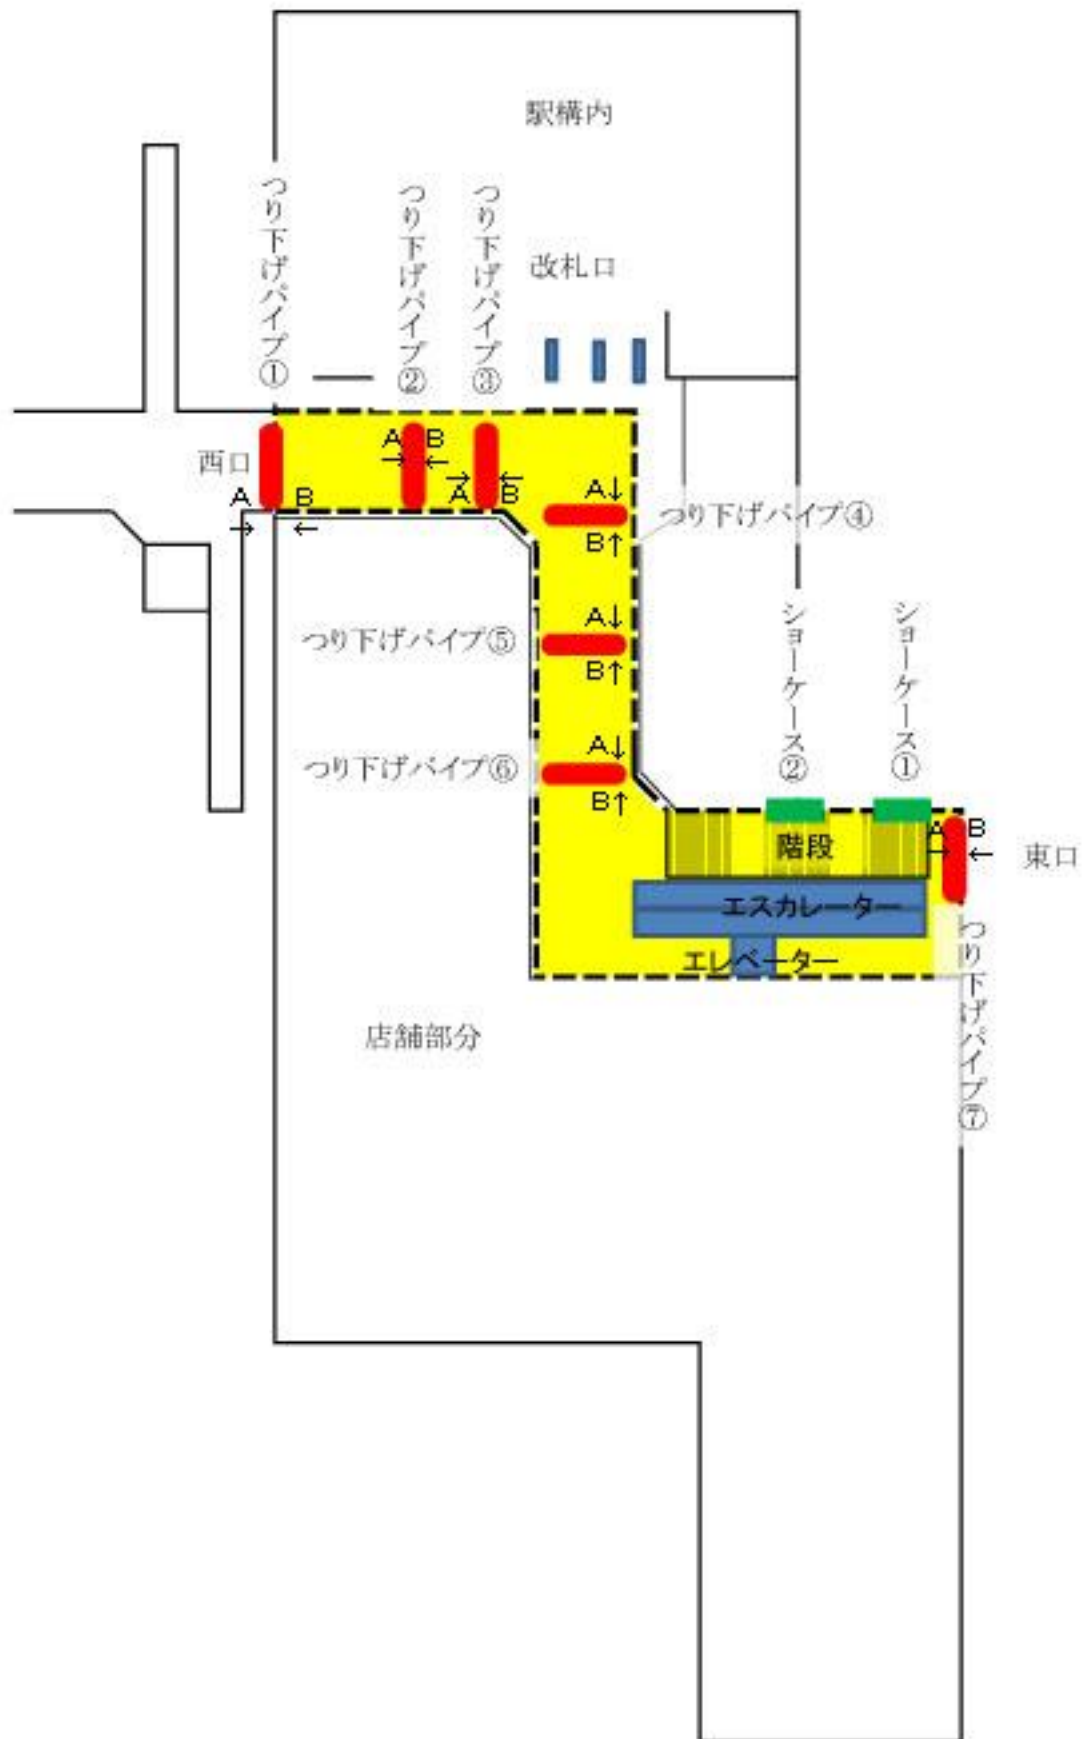 駅構内
つり下げパイプ①
つり下げパイプ②
つり下げパイプ③
改札口
西口
A
B
A
B
A
B
A↓
B↑
つり下げパイプ④
つり下げパイプ⑤
A↓
B↑
つり下げパイプ⑥
A↓
B↑
ショーケース②
ショーケース①
階段
A
B
東口
エスカレーター
エレベーター
つり下げパイプ⑦
店舗部分